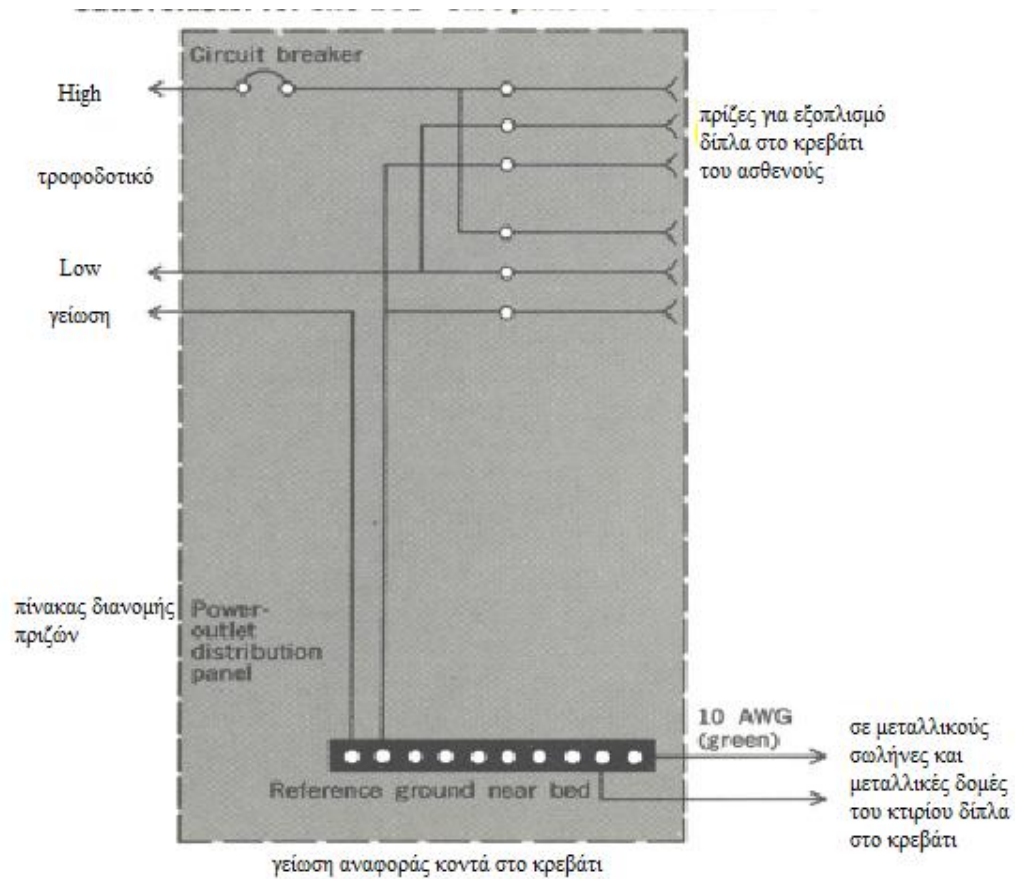 Circuit breaker
High
πρίζες για εξοπλισμό
δίπλα στο κρεβάτι
του ασθενούς
τροφοδοτικό
Low
γείωση
πίνακας διανομής
πριζών
Power-
outlet
distribution
panel
10 AWG
(green)
σε μεταλλικούς
σωλήνες και
μεταλλικές δομές
του κτιρίου δίπλα
στο κρεβάτι
Reference ground near bed
γείωση αναφοράς κοντά στο κρεβάτι